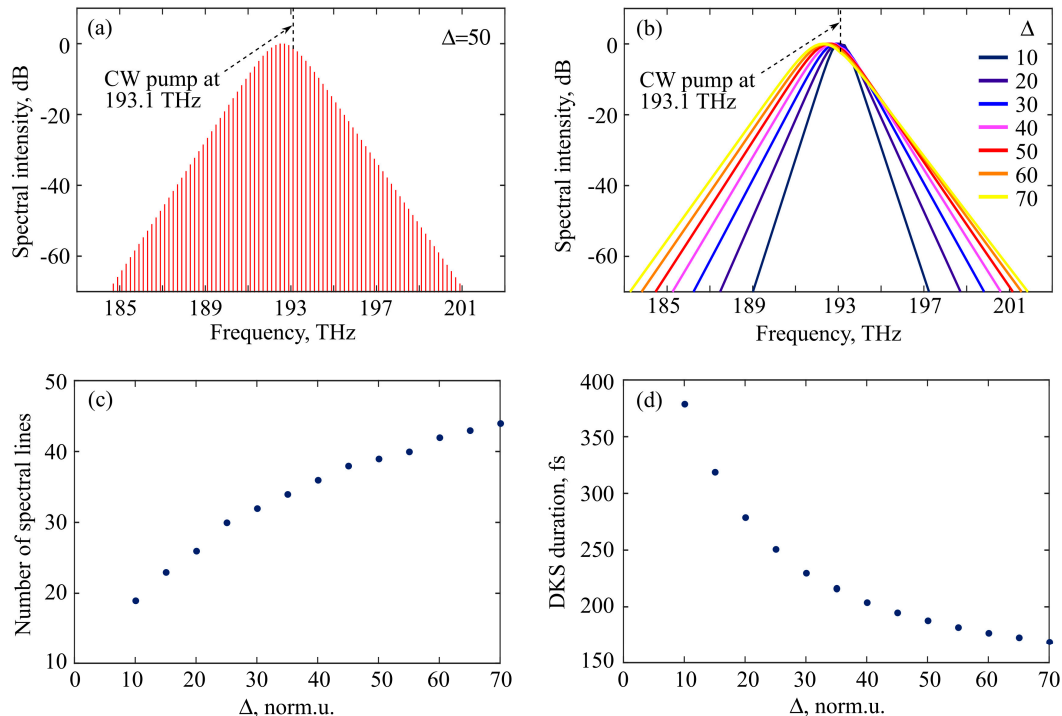 (a)
Δ=50
CW pump at
193.1 THz
Spectral intensity, dB
0
-20
-40
-60
185 189 193 197 201
Frequency, THz
(b)
Δ
CW pump at
193.1 THz
10
20
30
40
50
60
70
Spectral intensity, dB
0
-20
-40
-60
185 189 193 197 201
Frequency, THz
(c)
Number of spectral lines
50
40
30
20
10
0 10 20 30 40 50 60 70
Δ, norm.u.
(d)
DKS duration, fs
400
350
300
250
200
150
0 10 20 30 40 50 60 70
Δ, norm.u.